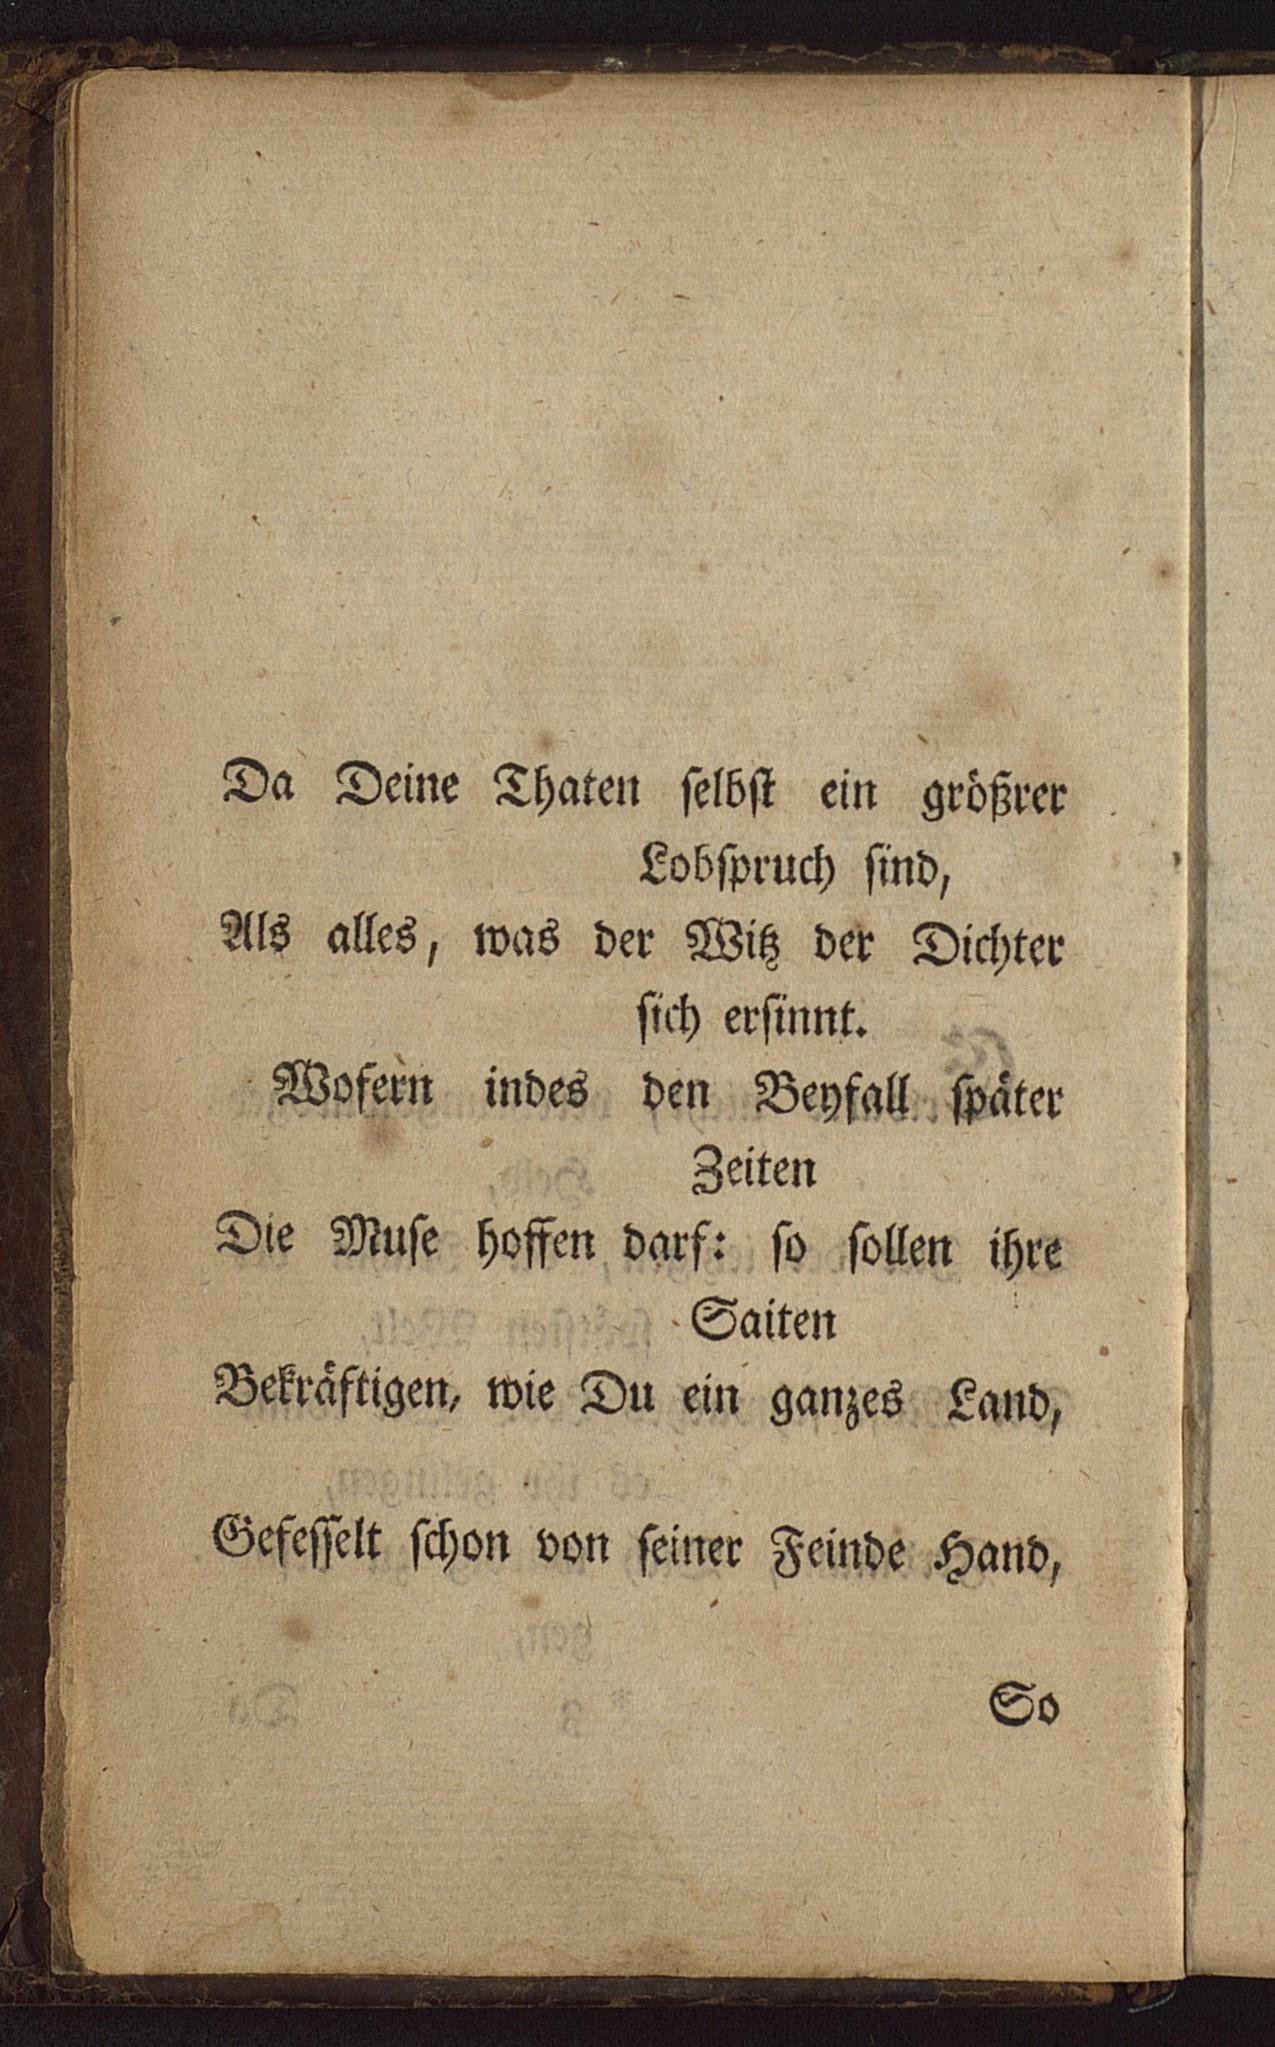 Da Deine Thaten ſelbſt ein größrer
Lobſpruch ſind,
Als alles, was der Witz der Dichter
ſich erſinnt.
Wofern indes den Beyfall ſpäter
Zeiten
Die Muſe hoffen darf: ſo ſollen ihre
Saiten
Bekräftigen, wie Du ein ganzes Land,
Gefeſſelt ſchon von ſeiner Feinde Hand,
So